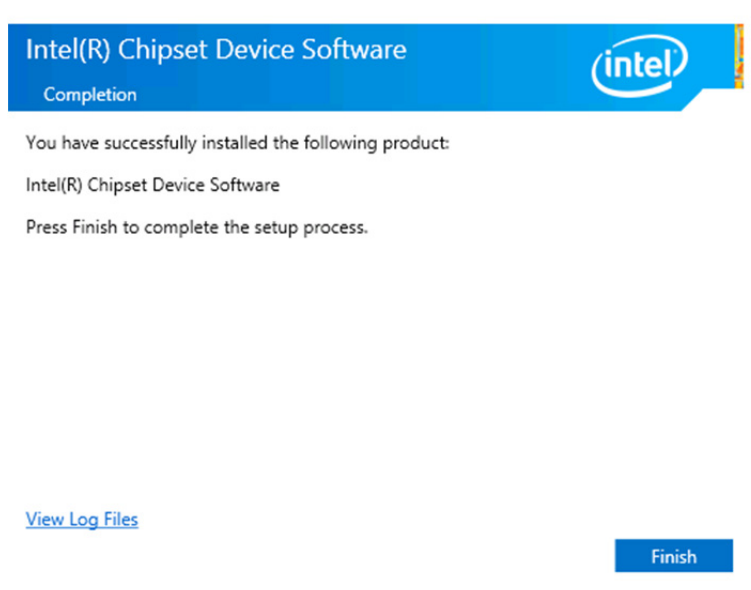 Intel(R) Chipset Device Software
intel
Completion
You have successfully installed the following product:
Intel(R) Chipset Device Software
Press Finish to complete the setup process.
View Log Files
Finish